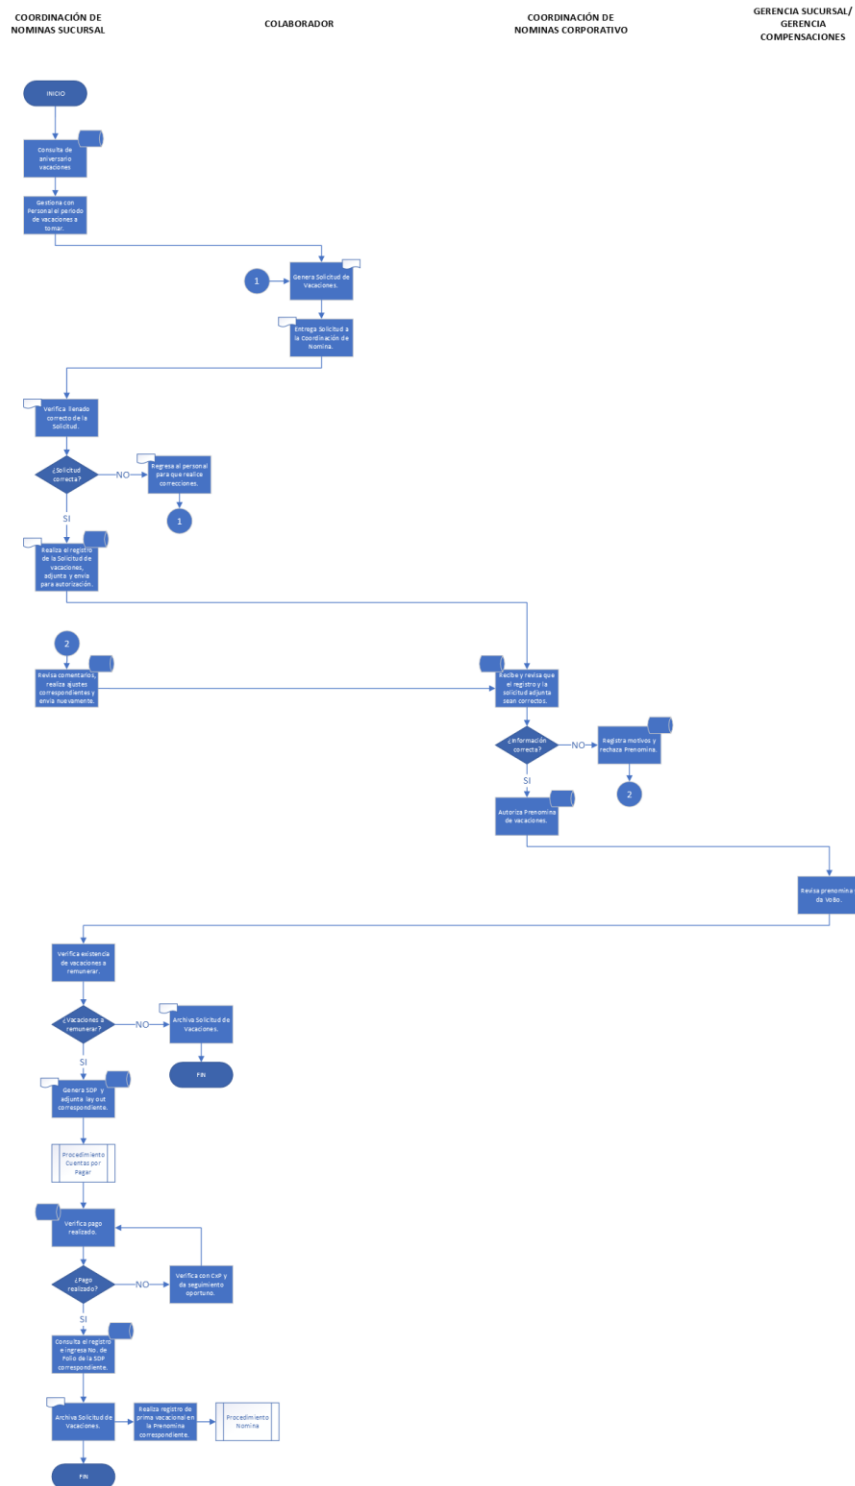 COORDINACIÓN DE
NOMINAS SUCURSAL
COLABORADOR
COORDINACIÓN DE
NOMINAS CORPORATIVO
GERENCIA SUCURSAL/
GERENCIA
COMPENSACIONES
INICIO
Consulta de
aniversario
vacaciones
Gestiona con
Personal el periodo
de vacaciones a
tomar.
1
Genera Solicitud de
Vacaciones.
Entrega Solicitud a
la Coordinación de
Nomina.
Verifica llenado
correcto de la
Solicitud.
¿Solicitud
correcta?
NO
Regresa al personal
para que realice
correcciones.
1
SI
Realiza el registro
de la Solicitud de
vacaciones,
adjunta y envía
para autorización.
2
Revisa comentarios,
realiza ajustes
correspondientes y
envía nuevamente.
Recibe y revisa que
el registro y la
solicitud adjunta
sean correctos.
¿Información
correcta?
NO
Registra motivos y
rechaza Prenomina.
2
SI
Autoriza Prenomina
de vacaciones.
Revisa prenomina
da VoBo.
Verifica existencia
de vacaciones a
remunerar.
¿Vacaciones a
remunerar?
NO
Archiva Solicitud de
Vacaciones.
FIN
SI
Genera SDP y
adjunta lay out
correspondiente.
Procedimiento
Cuentas por
Pagar
Verifica pago
realizado.
¿Pago
realizado?
NO
Verifica con CxP y
da seguimiento
oportuno.
SI
Consulta el registro
e ingresa No. de
Folio de la SDP
correspondiente.
Archiva Solicitud de
Vacaciones.
Realiza registro de
prima vacacional en
la Prenomina
correspondiente.
Procedimiento
Nomina
FIN